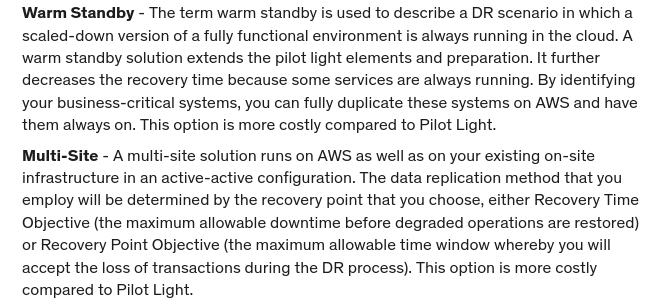 Warm Standby - The term warm standby is used to describe a DR scenario in which a
scaled-down version of a fully functional environment is always running in the cloud. A
warm standby solution extends the pilot light elements and preparation. It further
decreases the recovery time because some services are always running. By identifying
your business-critical systems, you can fully duplicate these systems on AWS and have
them always on. This option is more costly compared to Pilot Light.
Multi-Site - A multi-site solution runs on AWS as well as on your existing on-site
infrastructure in an active-active configuration. The data replication method that you
employ will be determined by the recovery point that you choose, either Recovery Time
Objective (the maximum allowable downtime before degraded operations are restored)
or Recovery Point Objective (the maximum allowable time window whereby you will
accept the loss of transactions during the DR process). This option is more costly
compared to Pilot Light.